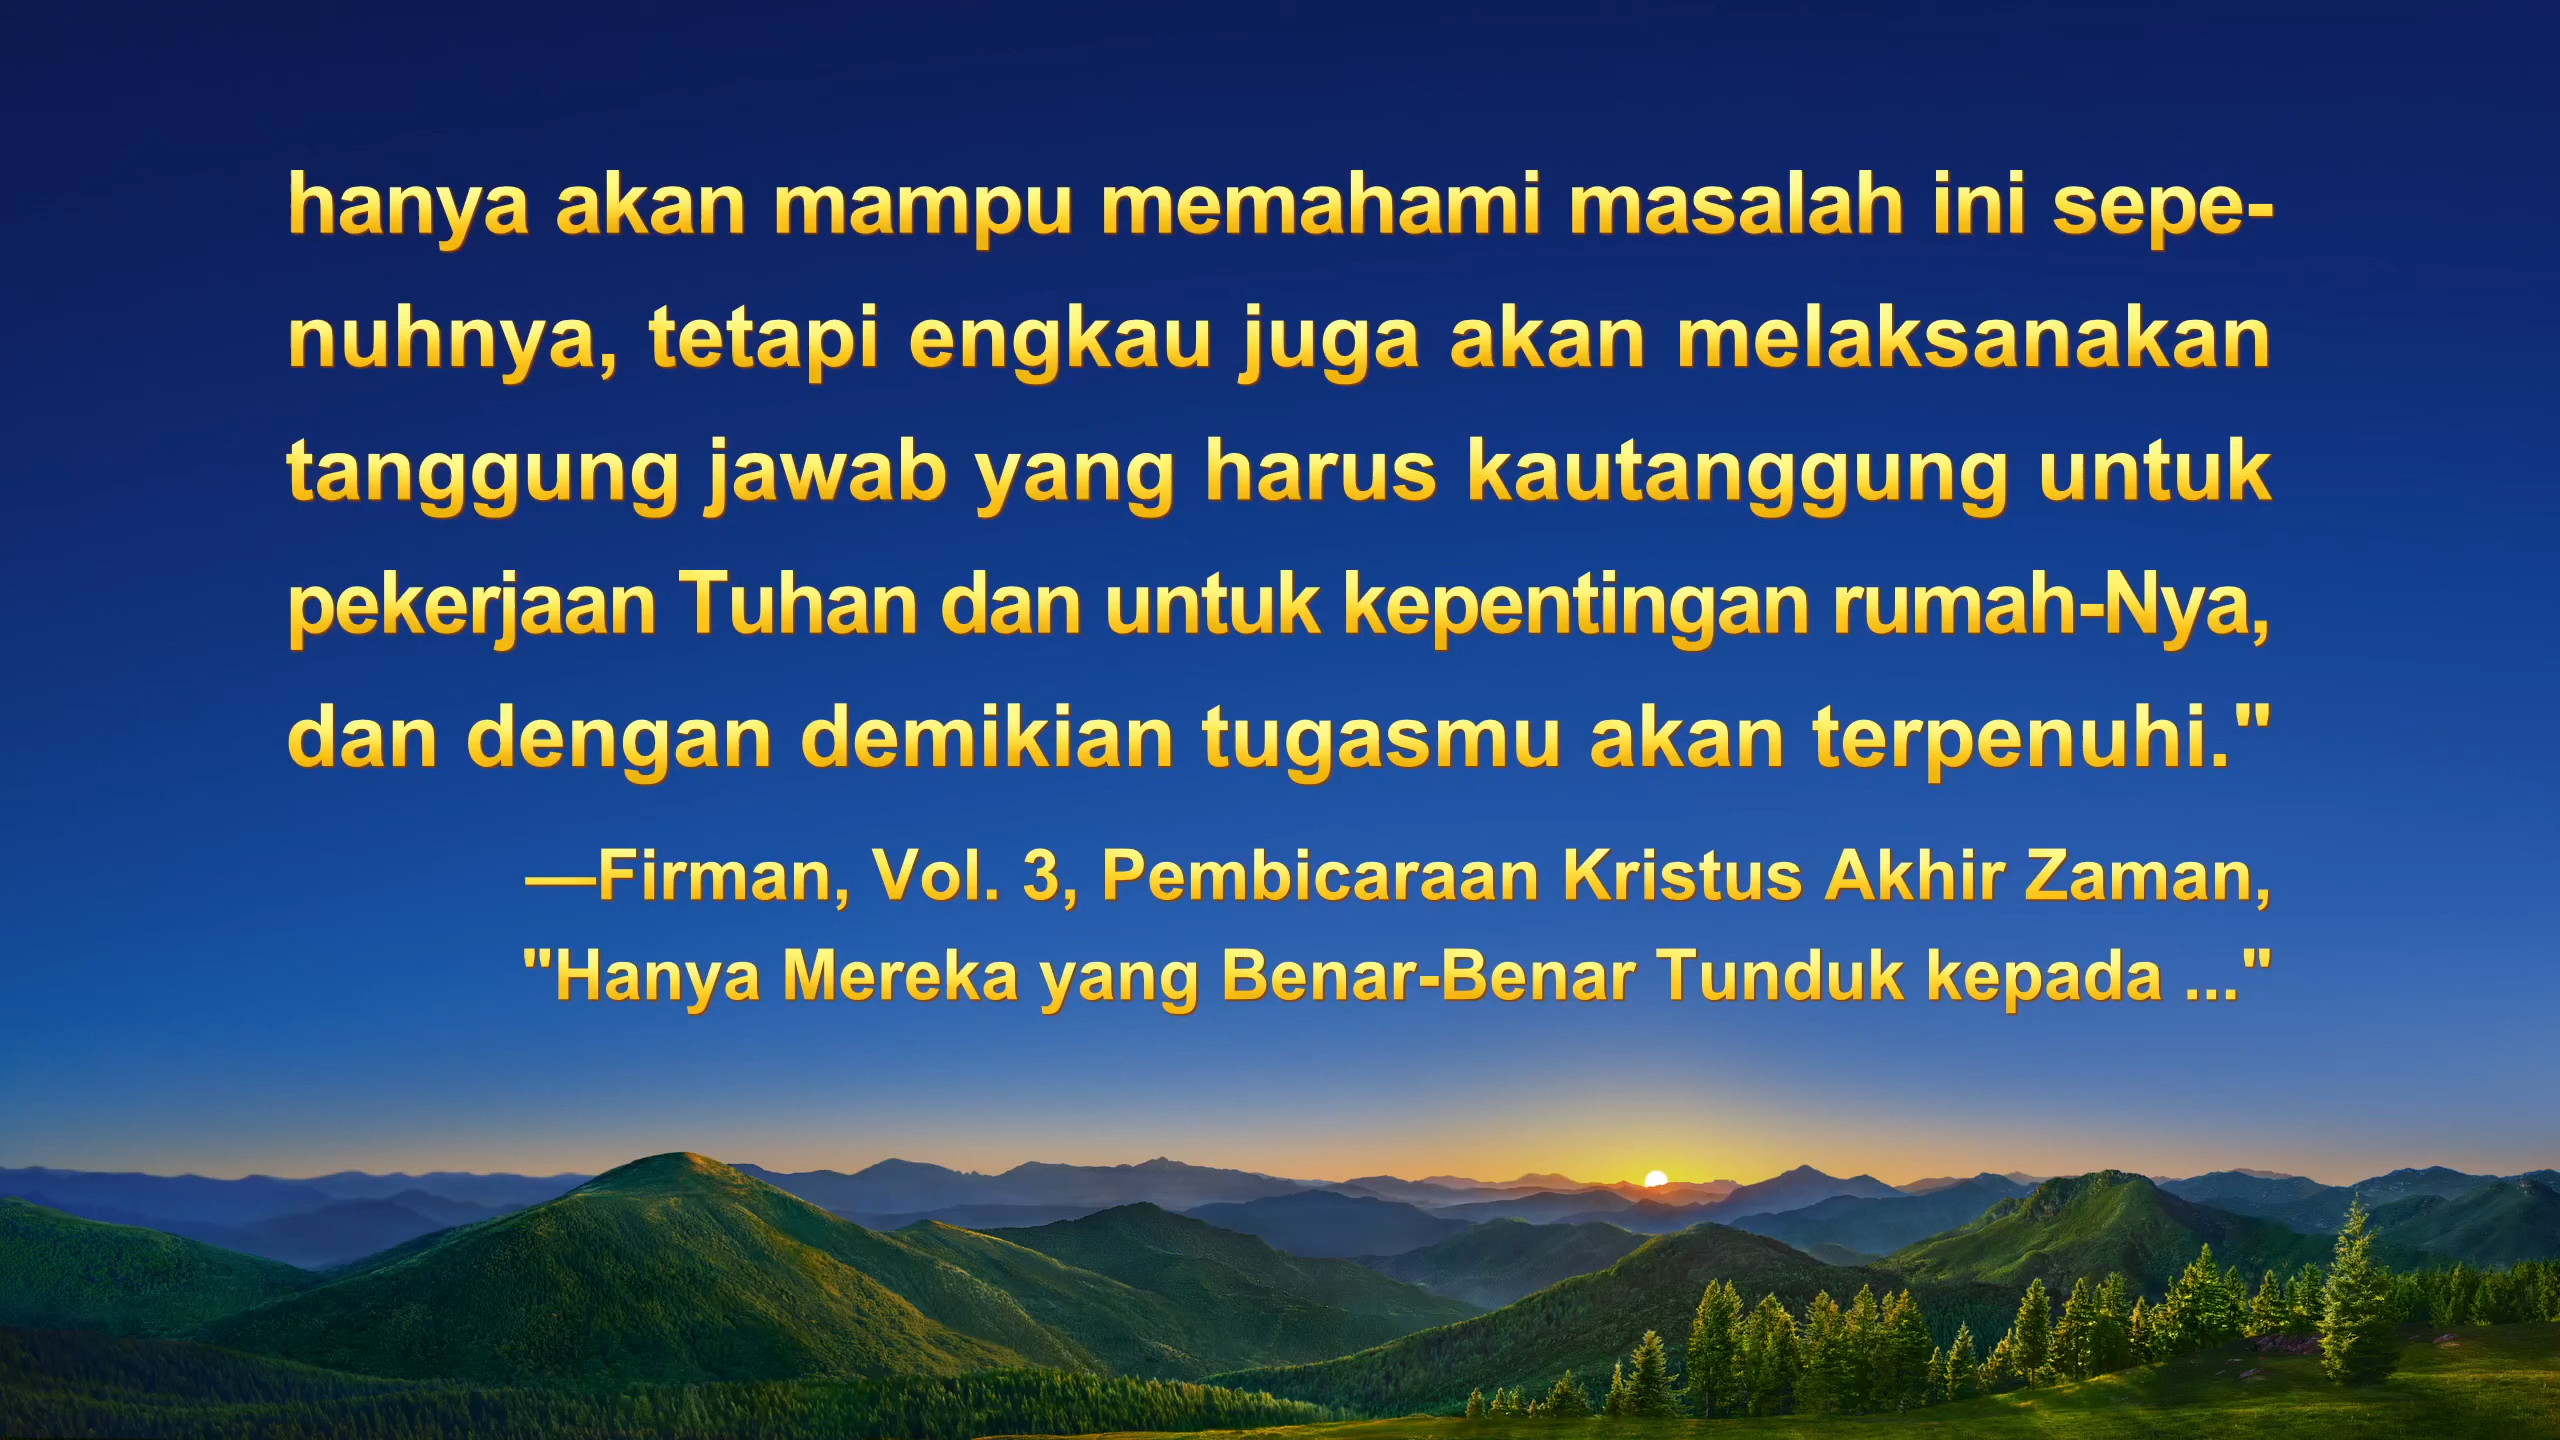 hanya akan mampu memahami masalah ini sepe-
nuhnya, tetapi engkau juga akan melaksanakan
tanggung jawab yang harus kautanggung untuk
pekerjaan Tuhan dan untuk kepentingan rumah-Nya,
dan dengan demikian tugasmu akan terpenuhi."
—Firman, Vol. 3, Pembicaraan Kristus Akhir Zaman,
"Hanya Mereka yang Benar-Benar Tunduk kepada ..."